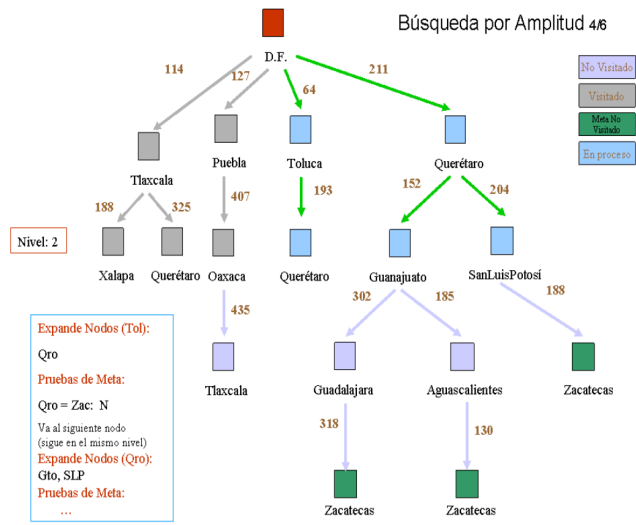 Búsqueda por Amplitud 4/6
D.F.
No Visitado
Visitado
Meta No
Visitado
En proceso
114
127
64
211
Tlaxcala
Puebla
Toluca
Querétaro
188
325
407
193
152
204
Nivel: 2
Xalapa
Querétaro
Oaxaca
Querétaro
Guanajuato
SanLuisPotosí
435
302
185
188
Tlaxcala
Guadalajara
Aguascalientes
Zacatecas
318
130
Zacatecas
Zacatecas
Expande Nodos (Tol):
Qro
Pruebas de Meta:
Qro = Zac: N
Va al siguiente nodo
(sigue en el mismo nivel)
Expande Nodos (Qro):
Gto, SLP
Pruebas de Meta:
...